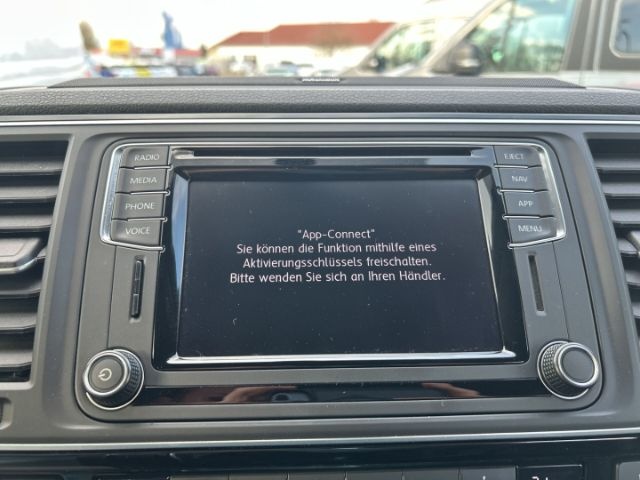 RADIO
MEDIA
PHONE
VOICE
EJECT
NAV
APP
MENU
"App-Connect"
Sie können die Funktion mithilfe eines
Aktivierungsschlüssels freischalten.
Bitte wenden Sie sich an Ihren Händler.